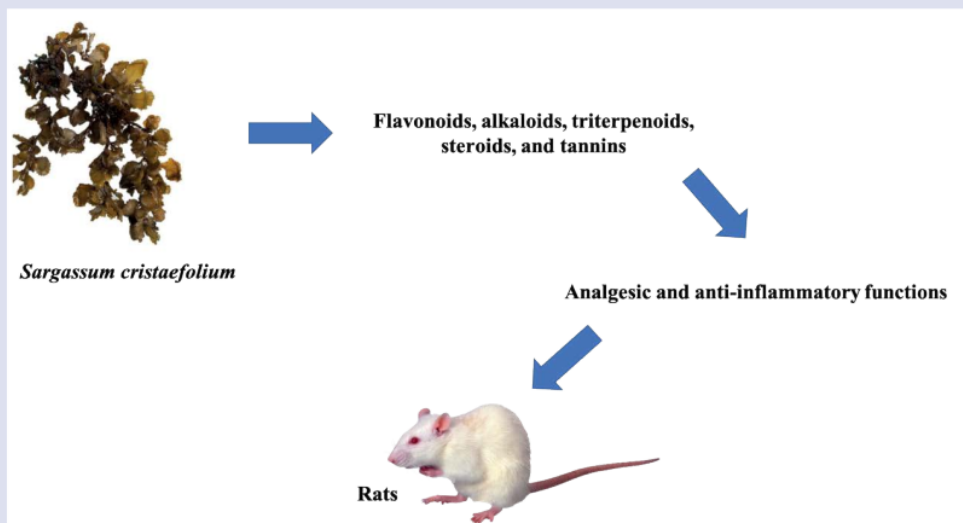 Flavonoids, alkaloids, triterpenoids,
steroids, and tannins
Sargassum cristaefolium
Analgesic and anti-inflammatory functions
Rats